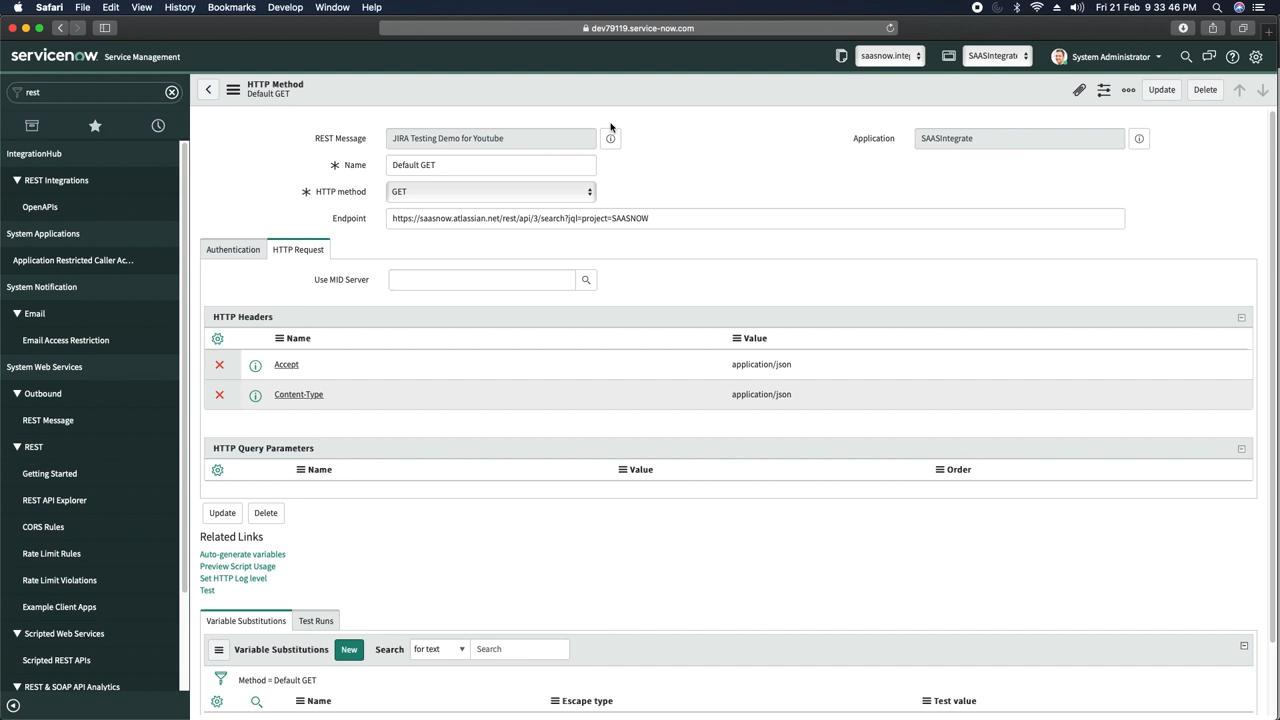 Safari File Edit View History Bookmarks Develop Window Help
Fri 21 Feb 9:33:46 PM
dev79119.service-now.com
servicenow Service Management
saasnow.inte
SAASIntegrat
System Administrator
rest
HTTP Method
Default GET
Update
Delete
IntegrationHub
REST Integrations
OpenAPIs
System Applications
Application Restricted Caller Ac...
System Notification
Email
Email Access Restriction
System Web Services
Outbound
REST Message
REST
Getting Started
REST API Explorer
CORS Rules
Rate Limit Rules
Rate Limit Violations
Example Client Apps
Scripted Web Services
Scripted REST APIs
REST & SOAP API Analytics
REST Message JIRA Testing Demo for Youtube
Application SAASIntegrate
Name Default GET
HTTP method GET
Endpoint https://saasnow.atlassian.net/rest/api/3/search?jql=project=SAASNOW
Authentication HTTP Request
Use MID Server
HTTP Headers
Name Value
Accept application/json
Content-Type application/json
HTTP Query Parameters
Name Value Order
Update Delete
Related Links
Auto-generate variables
Preview Script Usage
Set HTTP Log level
Test
Variable Substitutions Test Runs
Variable Substitutions New Search for text Search
Method = Default GET
Name Escape type Test value